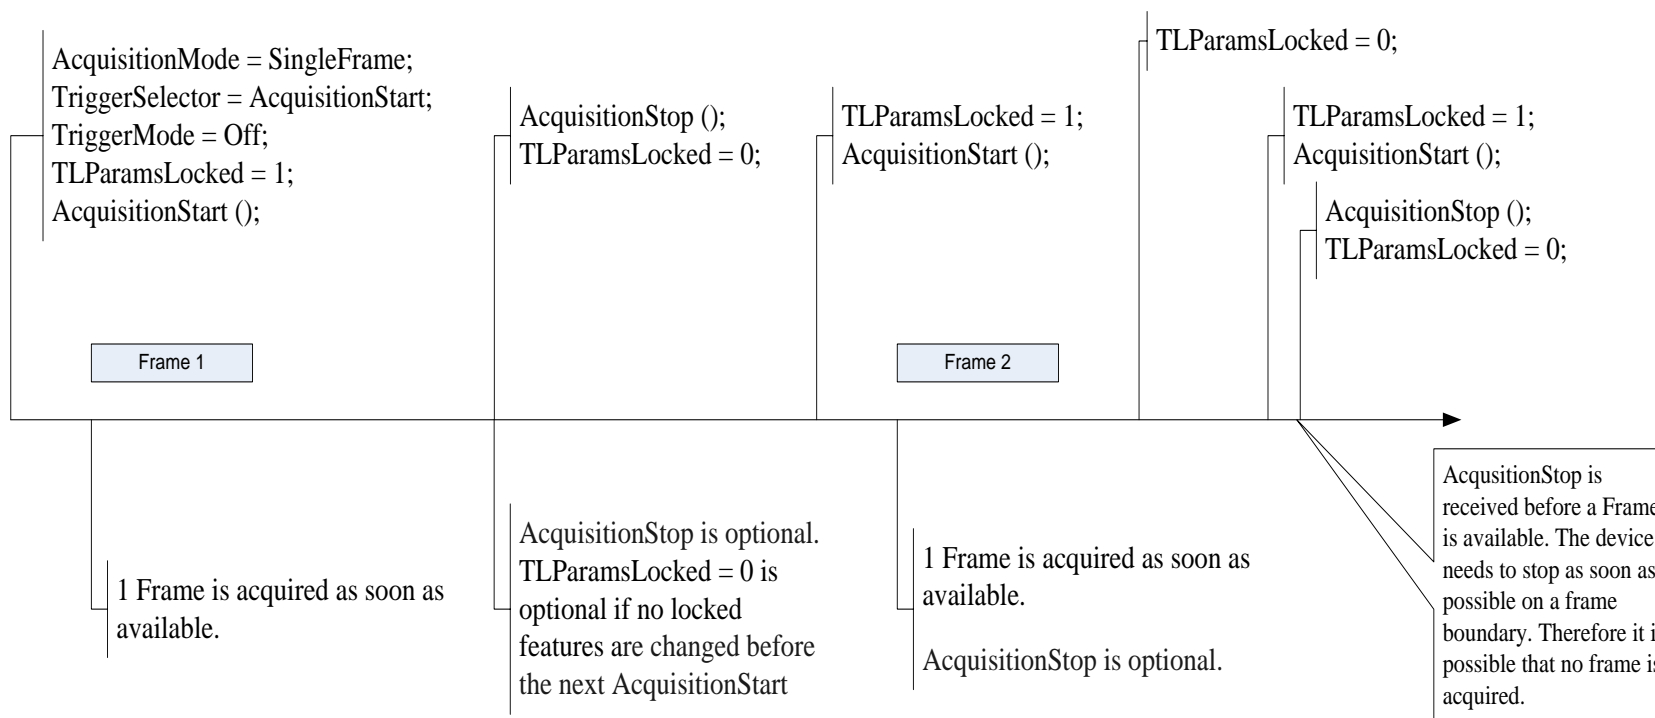 AcquisitionMode = SingleFrame;
TriggerSelector = AcquisitionStart;
TriggerMode = Off;
TLParamsLocked = 1;
AcquisitionStart ();
AcquisitionStop ();
TLParamsLocked = 0;
TLParamsLocked = 1;
AcquisitionStart ();
TLParamsLocked = 0;
TLParamsLocked = 1;
AcquisitionStart ();
AcquisitionStop ();
TLParamsLocked = 0;
Frame 1
Frame 2
1 Frame is acquired as soon as
available.
AcquisitionStop is optional.
TLParamsLocked = 0 is
optional if no locked
features are changed before
the next AcquisitionStart
1 Frame is acquired as soon as
available.
AcquisitionStop is optional.
AcqusitionStop is
received before a Frame
is available. The device
needs to stop as soon as
possible on a frame
boundary. Therefore it i
possible that no frame is
acquired.